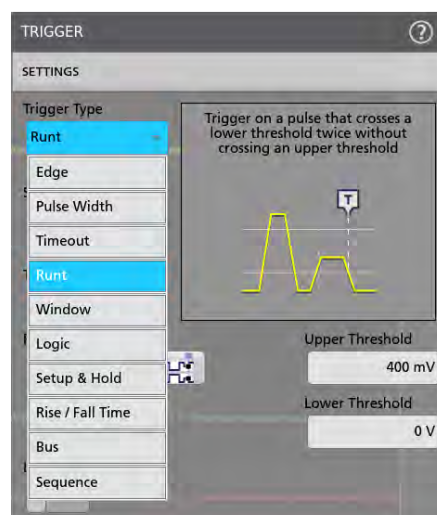 TRIGGER
?
SETTINGS
Trigger Type
Runt
Edge
Pulse Width
Timeout
Runt
Window
Logic
Setup & Hold
Rise / Fall Time
Bus
Sequence
Trigger on a pulse that crosses a
lower threshold twice without
crossing an upper threshold
T
Upper Threshold
400 mV
Lower Threshold
0 V